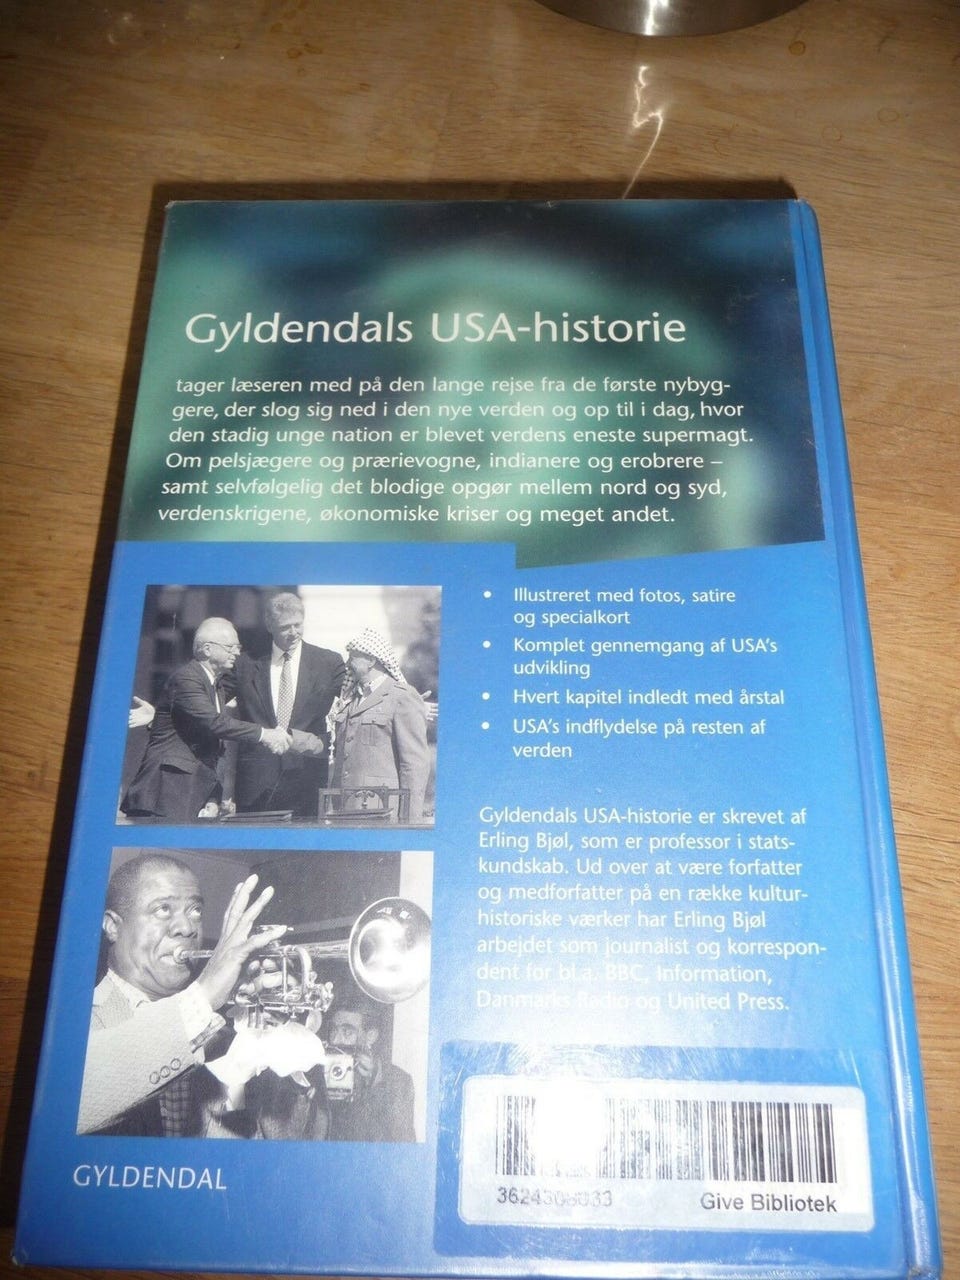 Gyldendals USA-historie
tager læseren med på den lange rejse fra de første nybyg-
gere, der slog sig ned i den nye verden og op til i dag, hvor
den stadig unge nation er blevet verdens eneste supermagt.
Om pelsjægere og prærievogne, indianere og erobrere –
samt selvfølgelig det blodige opgør mellem nord og syd,
verdenskrigene, økonomiske kriser og meget andet.
• Illustreret med fotos, satire
og specialkort
• Komplet gennemgang af USA's
udvikling
• Hvert kapitel indledt med årstal
• USA's indflydelse på resten af
verden
Gyldendals USA-historie er skrevet af
Erling Bjøl, som er professor i stats-
kundskab. Ud over at være forfatter
og medforfatter på en række kultur-
historiske værker har Erling Bjøl
arbejdet som journalist og korrespon-
dent for bl.a. BBC, Information,
Danmarks Radio og United Press.
GYLDENDAL
Give Bibliotek